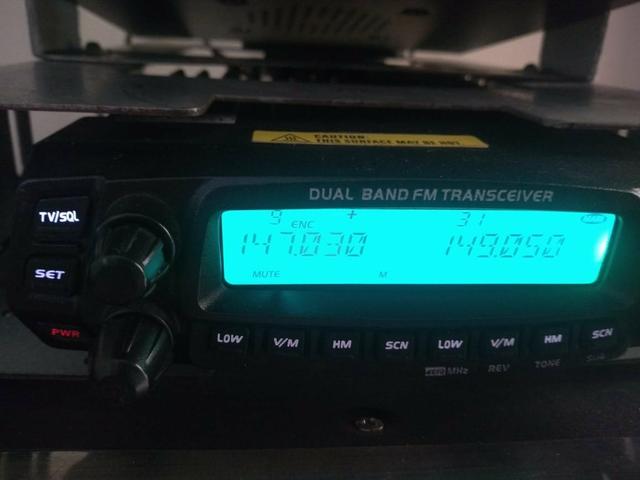 CAUTION:
THIS SURFACE MAY BE HOT.
DUAL BAND FM TRANSCEIVER
TV/SQL
9 ENC + 31
147.030 149.050
SET
MUTE M
PWR
LOW V/M HM SCN LOW V/M HM SCN
MHz REV TONE SUB